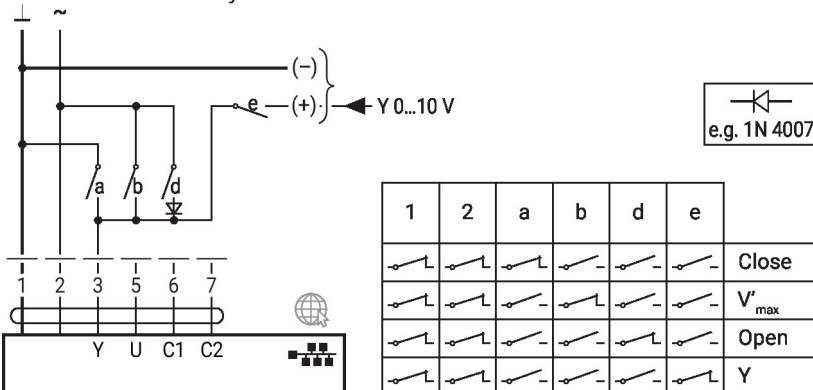 ⊥ ~
(−)
e (+) Y 0...10 V
a b d
e.g. 1N 4007
1 2 3 5 6 7
Y U C1 C2
1 2 a b d e
Close
V'max
Open
Y